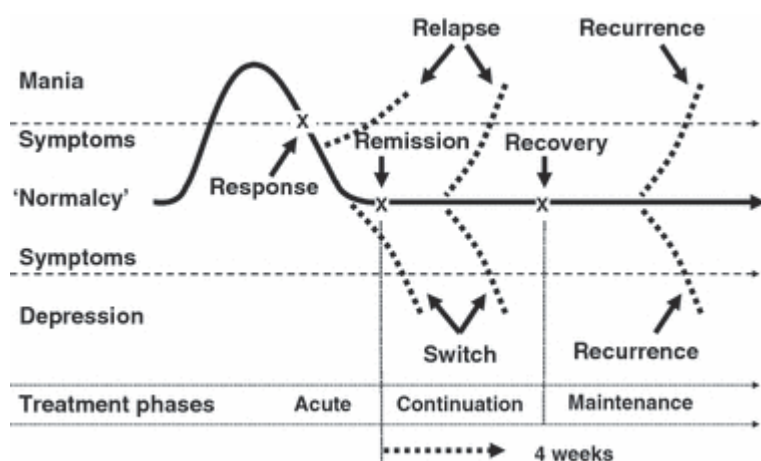 Relapse
Recurrence
Mania
x
Symptoms
Remission
Recovery
Response
‘Normalcy’
x
x
Symptoms
Depression
Switch
Recurrence
Treatment phases
Acute
Continuation
Maintenance
4 weeks